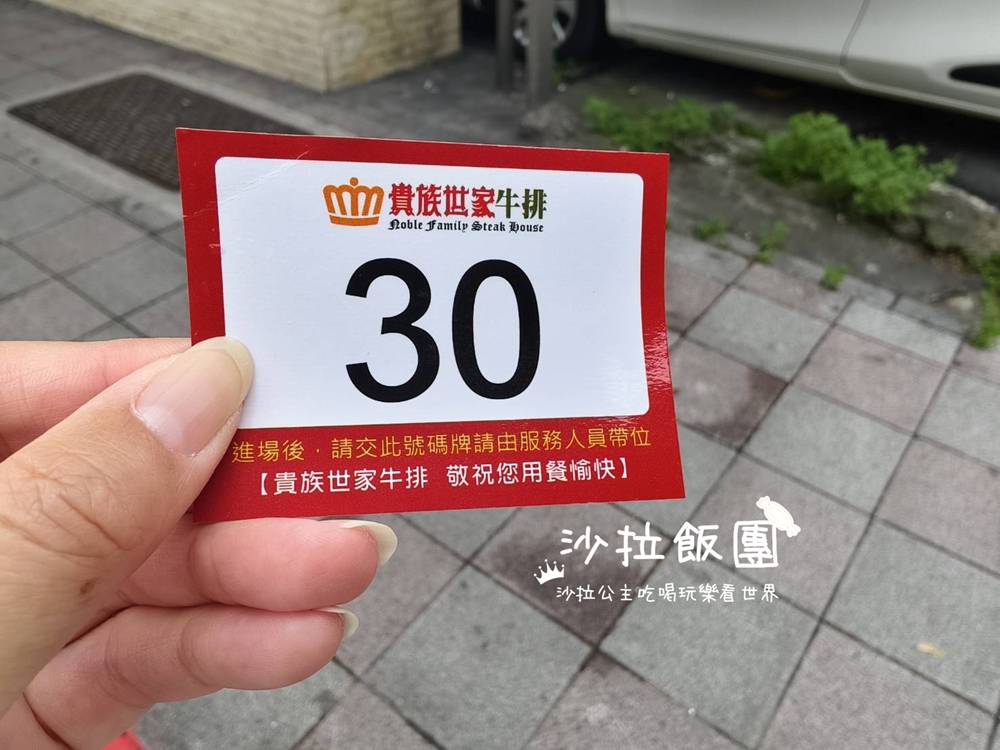 貴族世家牛排
Noble Family Steak House
30
進場後，請交此號碼牌請由服務人員帶位
【貴族世家牛排 敬祝您用餐愉快】
沙拉飯團
沙拉公主吃喝玩樂看世界